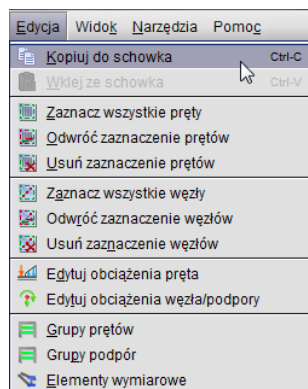 Edycja Widok Narzędzia Pomoc
Kopiuj do schowka Ctrl-C
Wklej ze schowka Ctrl-V
Zaznacz wszystkie pręty
Odwróć zaznaczenie prętów
Usuń zaznaczenie prętów
Zaznacz wszystkie węzły
Odwróć zaznaczenie węzłów
Usuń zaznaczenie węzłów
Edytuj obciążenia pręta
Edytuj obciążenia węzła/podpory
Grupy prętów
Grupy podpór
Elementy wymiarowe